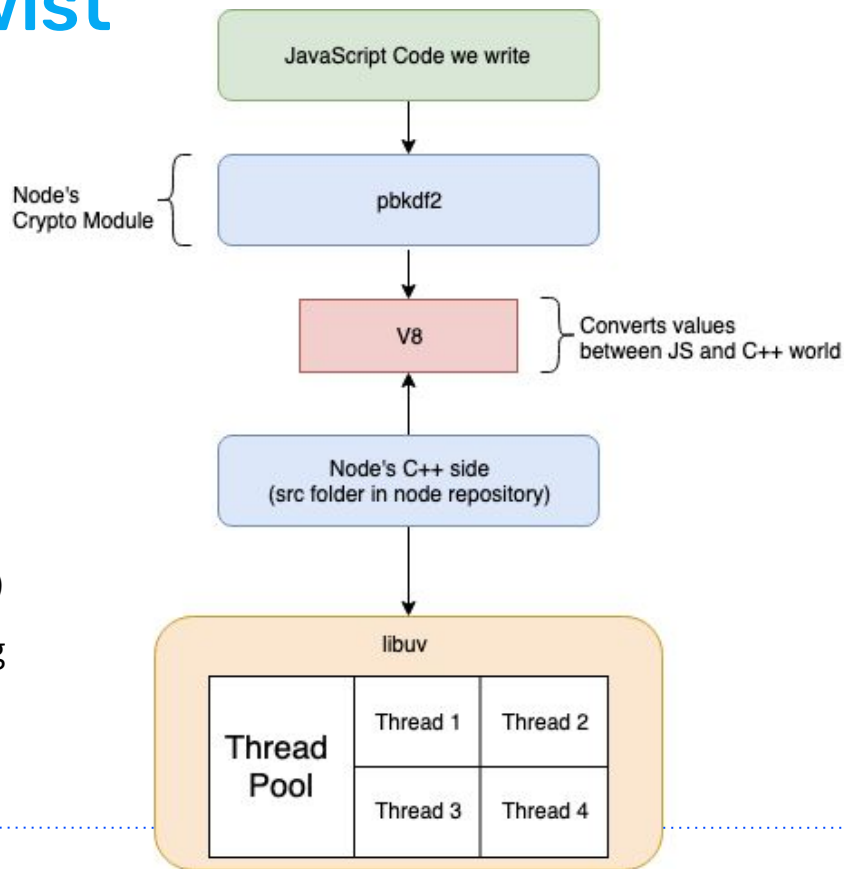 JavaScript Code we write
Node's
Crypto Module
pbkdf2
V8
Converts values
between JS and C++ world
Node's C++ side
(src folder in node repository)
)
libuv
Thread
Pool
Thread 1
Thread 2
Thread 3
Thread 4